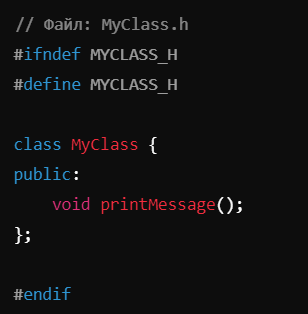 // Файл: MyClass.h
#ifndef MYCLASS_H
#define MYCLASS_H
class MyClass {
public:
    void printMessage();
};
#endif